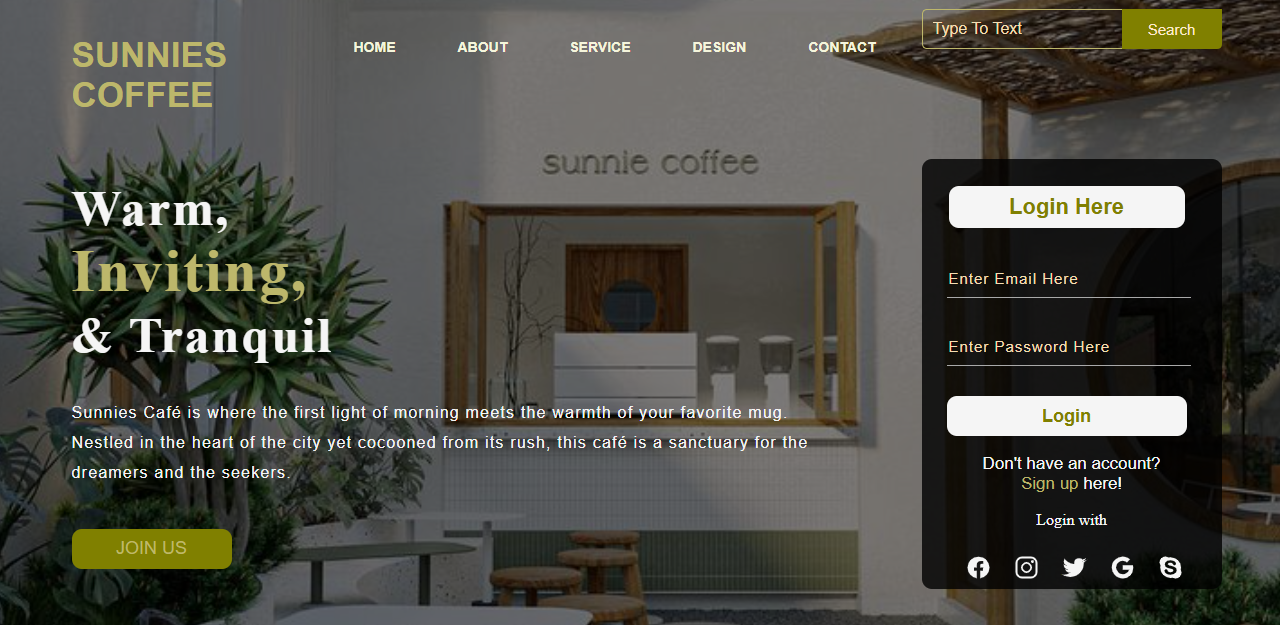 SUNNIES
COFFEE
HOME
ABOUT
SERVICE
DESIGN
CONTACT
Type To Text
Search
sunnie coffee
Warm,
Inviting,
& Tranquil
Sunnies Café is where the first light of morning meets the warmth of your favorite mug.
Nestled in the heart of the city yet cocooned from its rush, this café is a sanctuary for the
dreamers and the seekers.
JOIN US
Login Here
Enter Email Here
Enter Password Here
Login
Don't have an account?
Sign up here!
Login with